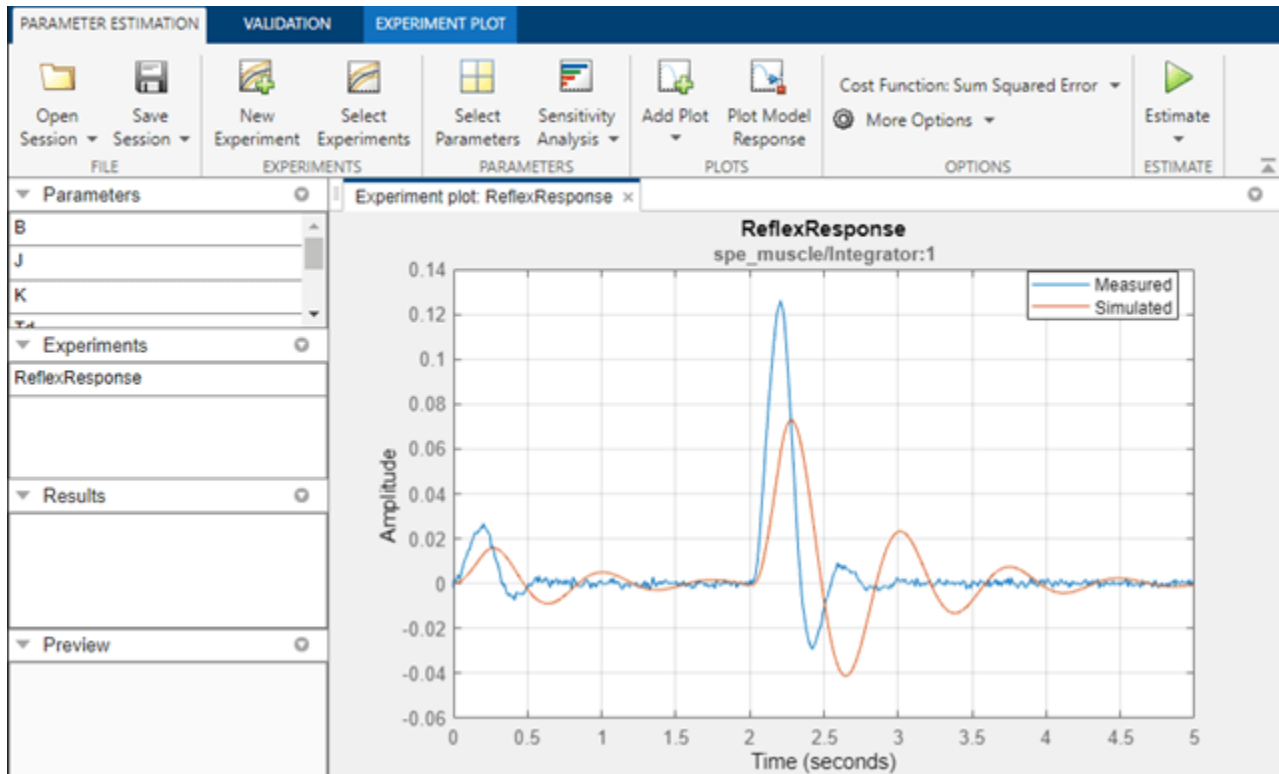 PARAMETER ESTIMATION VALIDATION EXPERIMENT PLOT
Open Session Save Session New Experiment Select Experiments Select Parameters Sensitivity Analysis Add Plot Plot Model Response Cost Function: Sum Squared Error More Options Estimate
FILE EXPERIMENTS PARAMETERS PLOTS OPTIONS ESTIMATE
Parameters
B
J
K
Td
Experiments
ReflexResponse
Results
Preview
Experiment plot: ReflexResponse
ReflexResponse
spe_muscle/Integrator:1
Measured
Simulated
0.14
0.12
0.1
0.08
0.06
0.04
0.02
0
-0.02
-0.04
-0.06
Amplitude
0 0.5 1 1.5 2 2.5 3 3.5 4 4.5 5
Time (seconds)